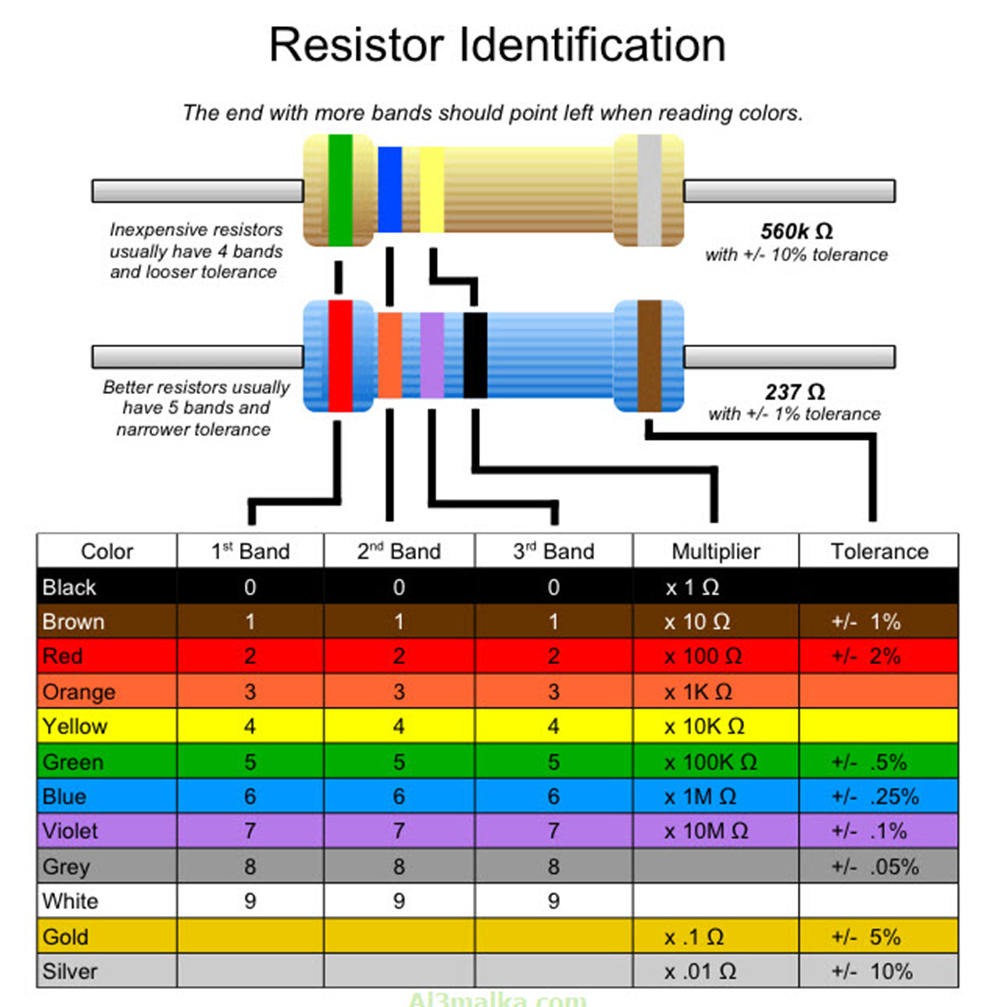 Resistor Identification
The end with more bands should point left when reading colors.
Inexpensive resistors
usually have 4 bands
and looser tolerance
560k Ω
with +/- 10% tolerance
Better resistors usually
have 5 bands and
narrower tolerance
237 Ω
with +/- 1% tolerance
Color 1st Band 2nd Band 3rd Band Multiplier Tolerance
Black 0 0 0 x 1 Ω
Brown 1 1 1 x 10 Ω +/- 1%
Red 2 2 2 x 100 Ω +/- 2%
Orange 3 3 3 x 1K Ω
Yellow 4 4 4 x 10K Ω
Green 5 5 5 x 100K Ω +/- .5%
Blue 6 6 6 x 1M Ω +/- .25%
Violet 7 7 7 x 10M Ω +/- .1%
Grey 8 8 8 +/- .05%
White 9 9 9
Gold x .1 Ω +/- 5%
Silver x .01 Ω +/- 10%
Al3malka.com